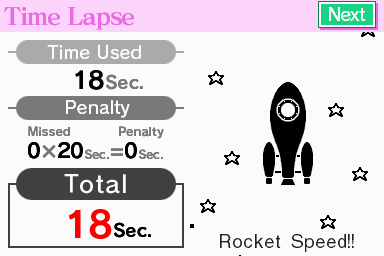 Time Lapse
Next
Time Used
18Sec.
Penalty
Missed Penalty
0×20Sec.=0Sec.
Total
18Sec.
Rocket Speed!!